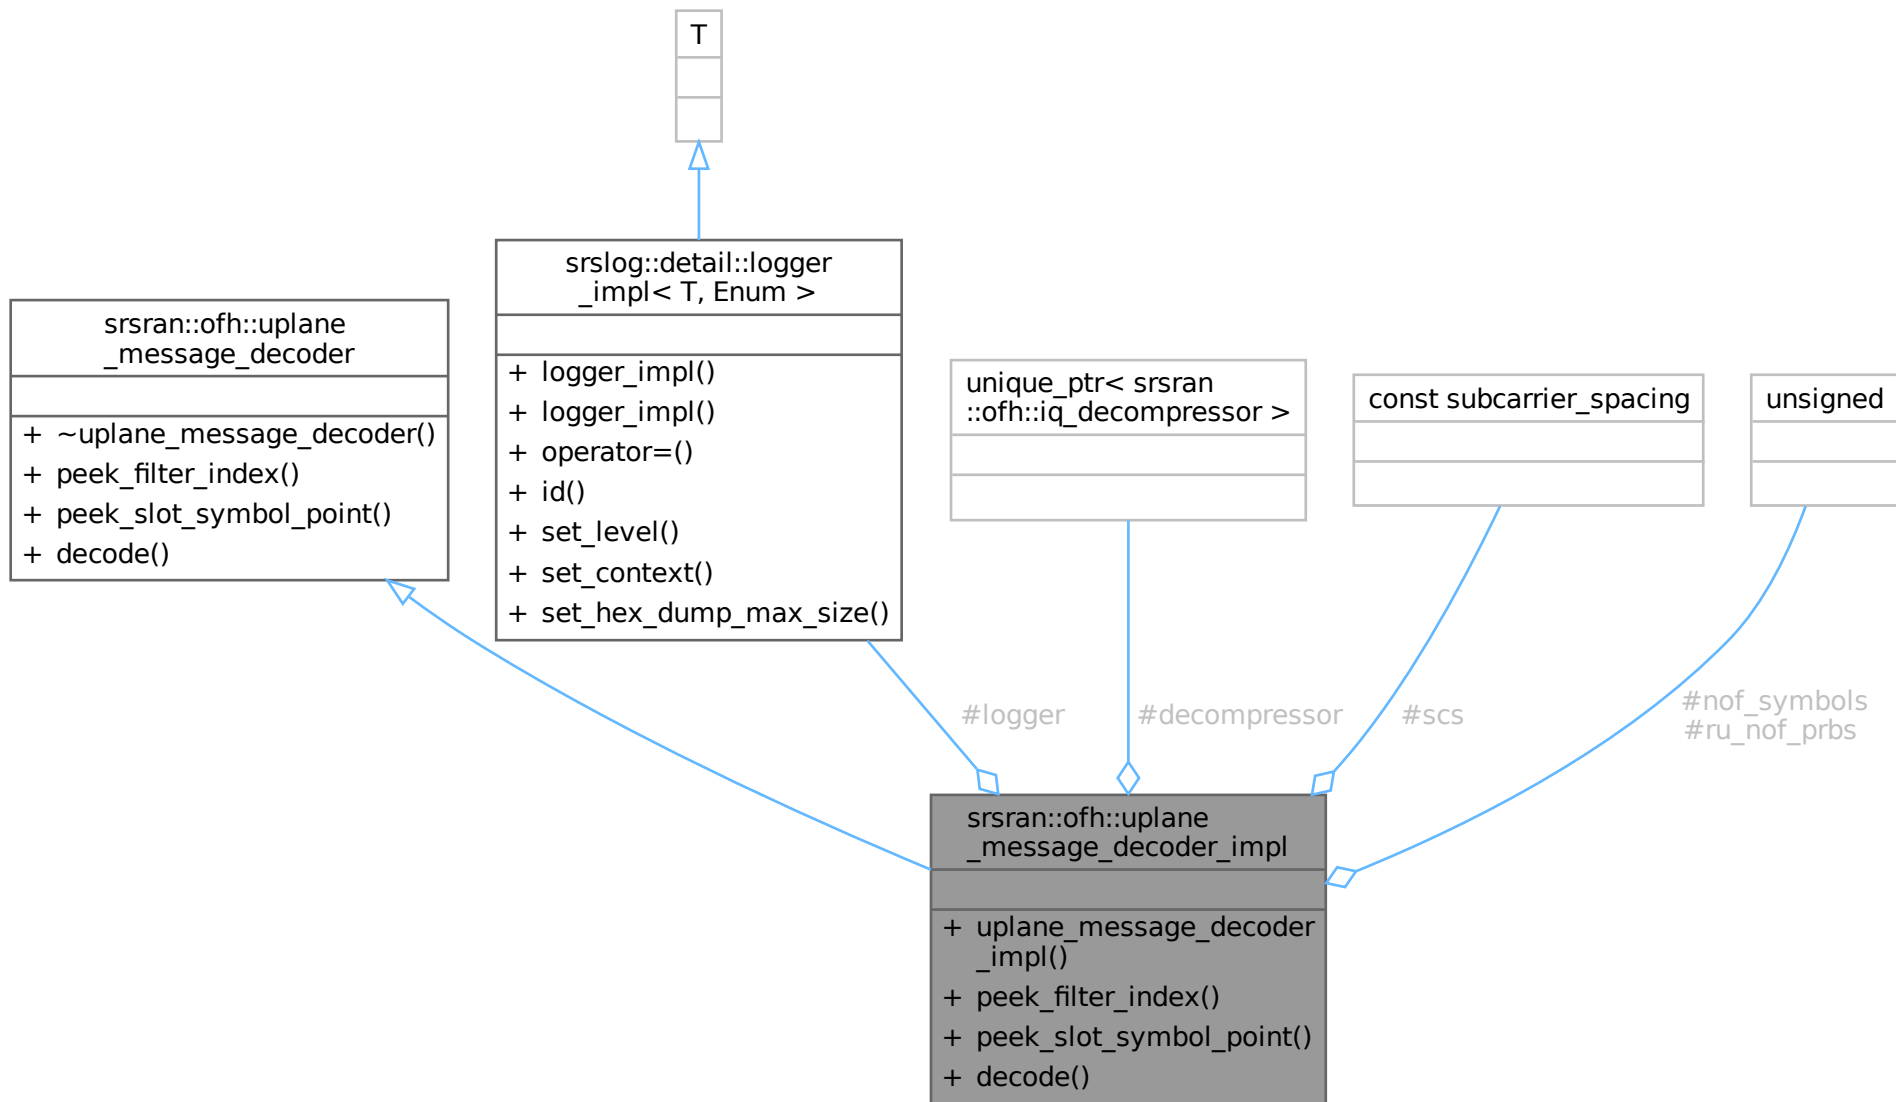 T
srslog::detail::logger
_impl< T, Enum >
+ logger_impl()
+ logger_impl()
+ operator=()
+ id()
+ set_level()
+ set_context()
+ set_hex_dump_max_size()
srsran::ofh::uplane
_message_decoder
+ ~uplane_message_decoder()
+ peek_filter_index()
+ peek_slot_symbol_point()
+ decode()
unique_ptr< srsran
::ofh::iq_decompressor >
const subcarrier_spacing
unsigned
#logger
#decompressor
#scs
#nof_symbols
#ru_nof_prbs
srsran::ofh::uplane
_message_decoder_impl
+ uplane_message_decoder
_impl()
+ peek_filter_index()
+ peek_slot_symbol_point()
+ decode()